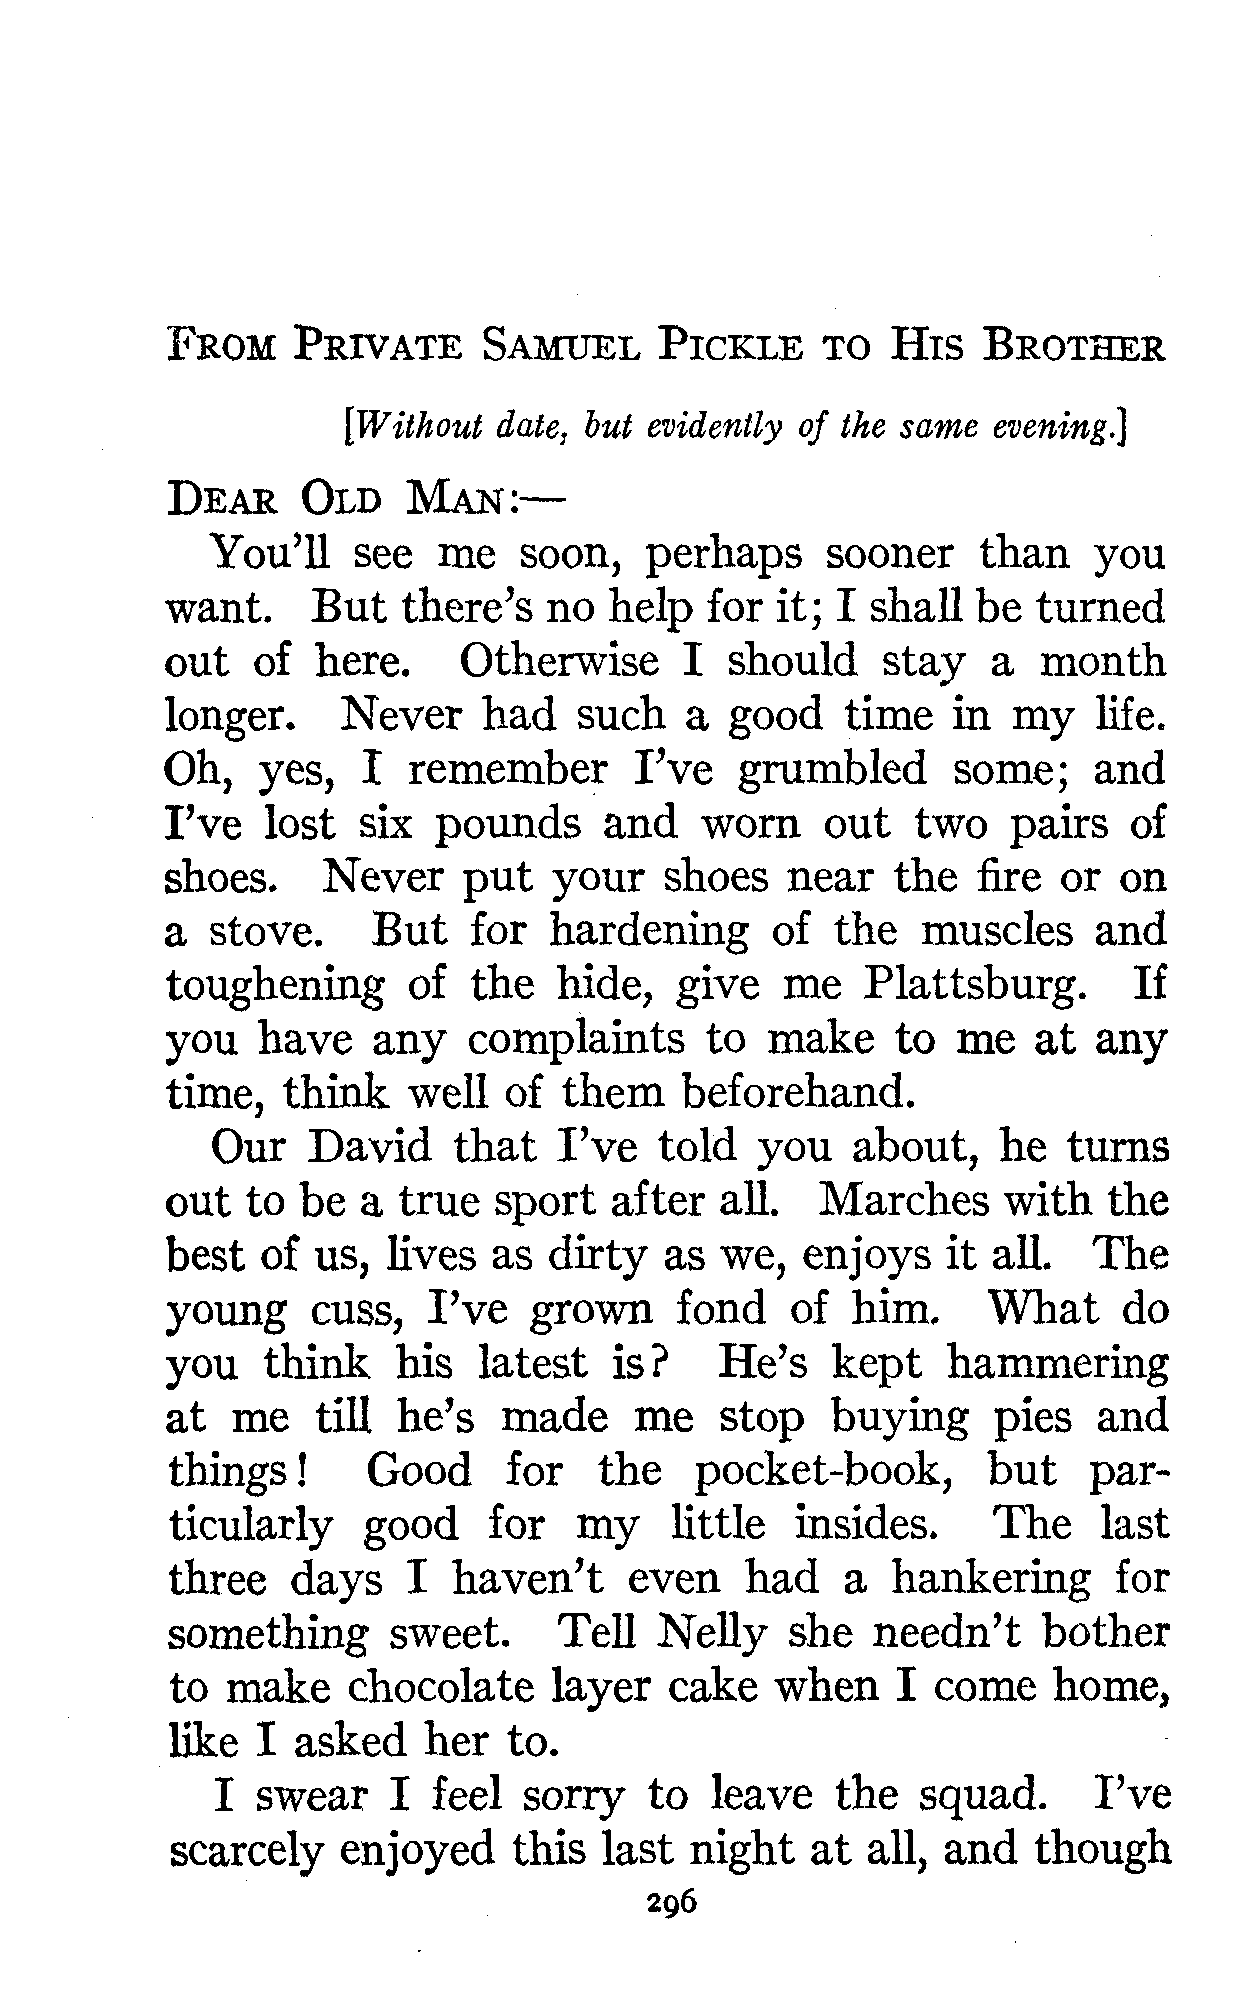 FROM PRIVATE SAMUEL PICKLE TO HIS BROTHER
[Without date, but evidently of the same evening.]
DEAR OLD MAN:—
You'll see me soon, perhaps sooner than you
want. But there's no help for it; I shall be turned
out of here. Otherwise I should stay a month
longer. Never had such a good time in my life.
Oh, yes, I remember I've grumbled some; and
I've lost six pounds and worn out two pairs of
shoes. Never put your shoes near the fire or on
a stove. But for hardening of the muscles and
toughening of the hide, give me Plattsburg. If
you have any complaints to make to me at any
time, think well of them beforehand.
Our David that I've told you about, he turns
out to be a true sport after all. Marches with the
best of us, lives as dirty as we, enjoys it all. The
young cuss, I've grown fond of him. What do
you think his latest is? He's kept hammering
at me till he's made me stop buying pies and
things! Good for the pocket-book, but par-
ticularly good for my little insides. The last
three days I haven't even had a hankering for
something sweet. Tell Nelly she needn't bother
to make chocolate layer cake when I come home,
like I asked her to.
I swear I feel sorry to leave the squad. I've
scarcely enjoyed this last night at all, and though
296